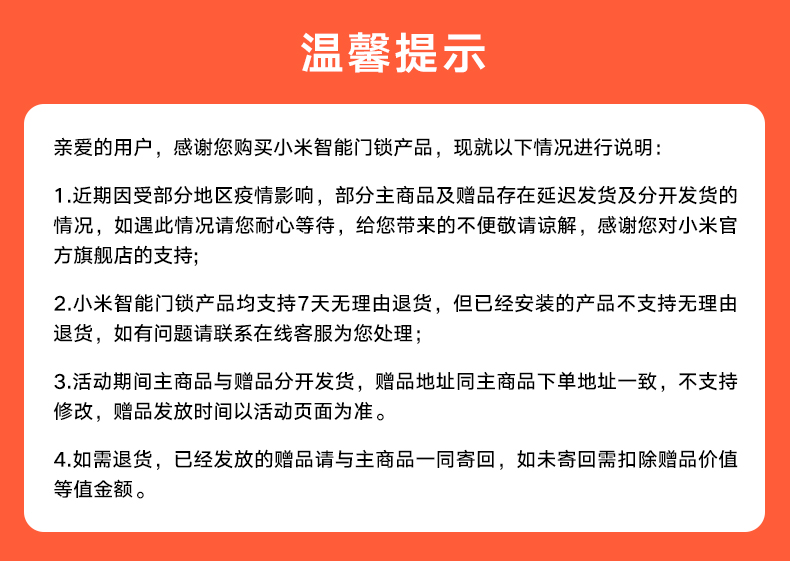 温馨提示
亲爱的用户，感谢您购买小米智能门锁产品，现就以下情况进行说明：
1.近期因受部分地区疫情影响，部分主商品及赠品存在延迟发货及分开发货的
情况，如遇此情况请您耐心等待，给您带来的不便敬请谅解，感谢您对小米官
方旗舰店的支持；
2.小米智能门锁产品均支持7天无理由退货，但已经安装的产品不支持无理由
退货，如有问题请联系在线客服为您处理；
3.活动期间主商品与赠品分开发货，赠品地址同主商品下单地址一致，不支持
修改，赠品发放时间以活动页面为准。
4.如需退货，已经发放的赠品请与主商品一同寄回，如未寄回需扣除赠品价值
等值金额。